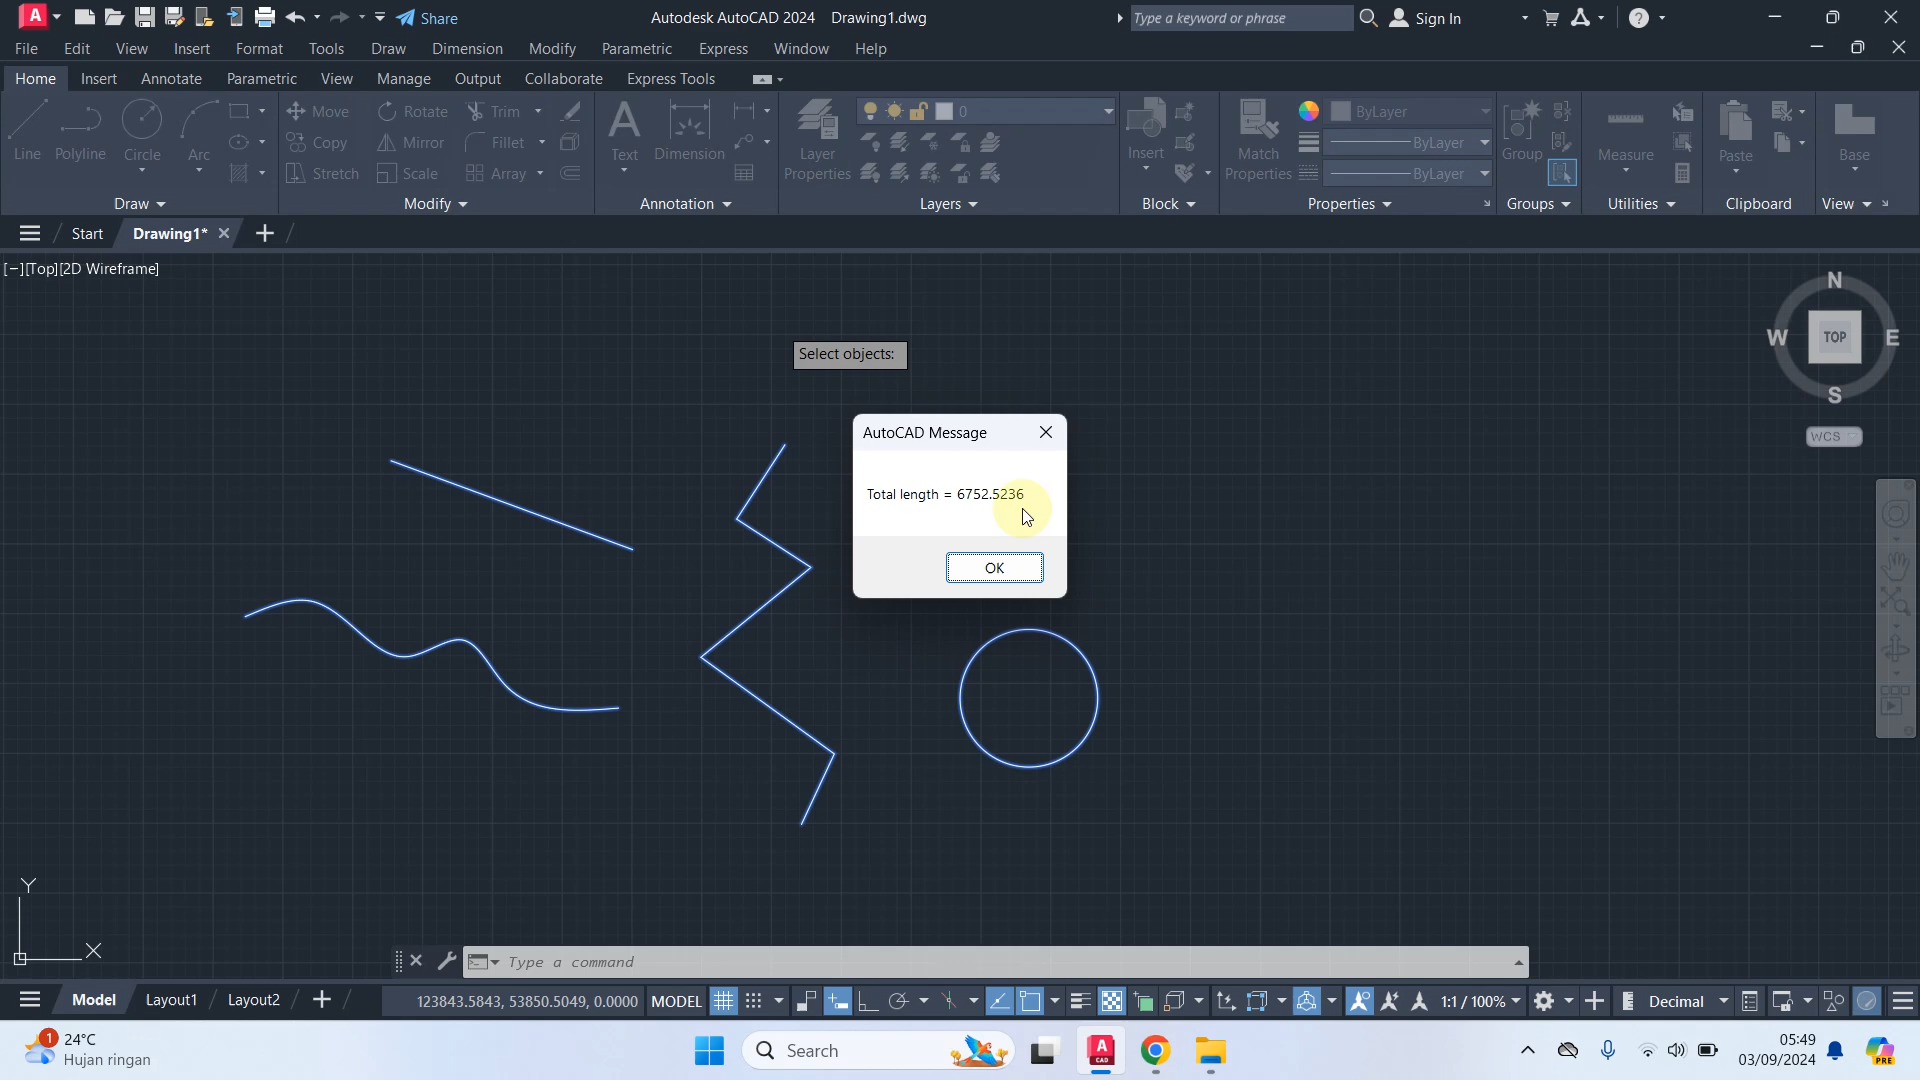 A CAD
Share
Autodesk AutoCAD 2024 Drawing1.dwg
Type a keyword or phrase
Sign In
File Edit View Insert Format Tools Draw Dimension Modify Parametric Express Window Help
Home Insert Annotate Parametric View Manage Output Collaborate Express Tools
Line Polyline Circle Arc
Move Rotate Trim
Copy Mirror Fillet
Stretch Scale Array
Text Dimension
Layer Properties
0
Insert
Match Properties
ByLayer
ByLayer
ByLayer
Group
Measure
Paste
Base
Draw Modify Annotation Layers Block Properties Groups Utilities Clipboard View
Start Drawing1*
[−][Top][2D Wireframe]
N
W TOP E
S
WCS
Select objects:
AutoCAD Message
Total length = 6752.5236
OK
Y
X
Type a command
Model Layout1 Layout2
123843.5843, 53850.5049, 0.0000 MODEL
1:1 / 100%
Decimal
1
24°C
Hujan ringan
Search
A CAD
05:49
03/09/2024
PRE